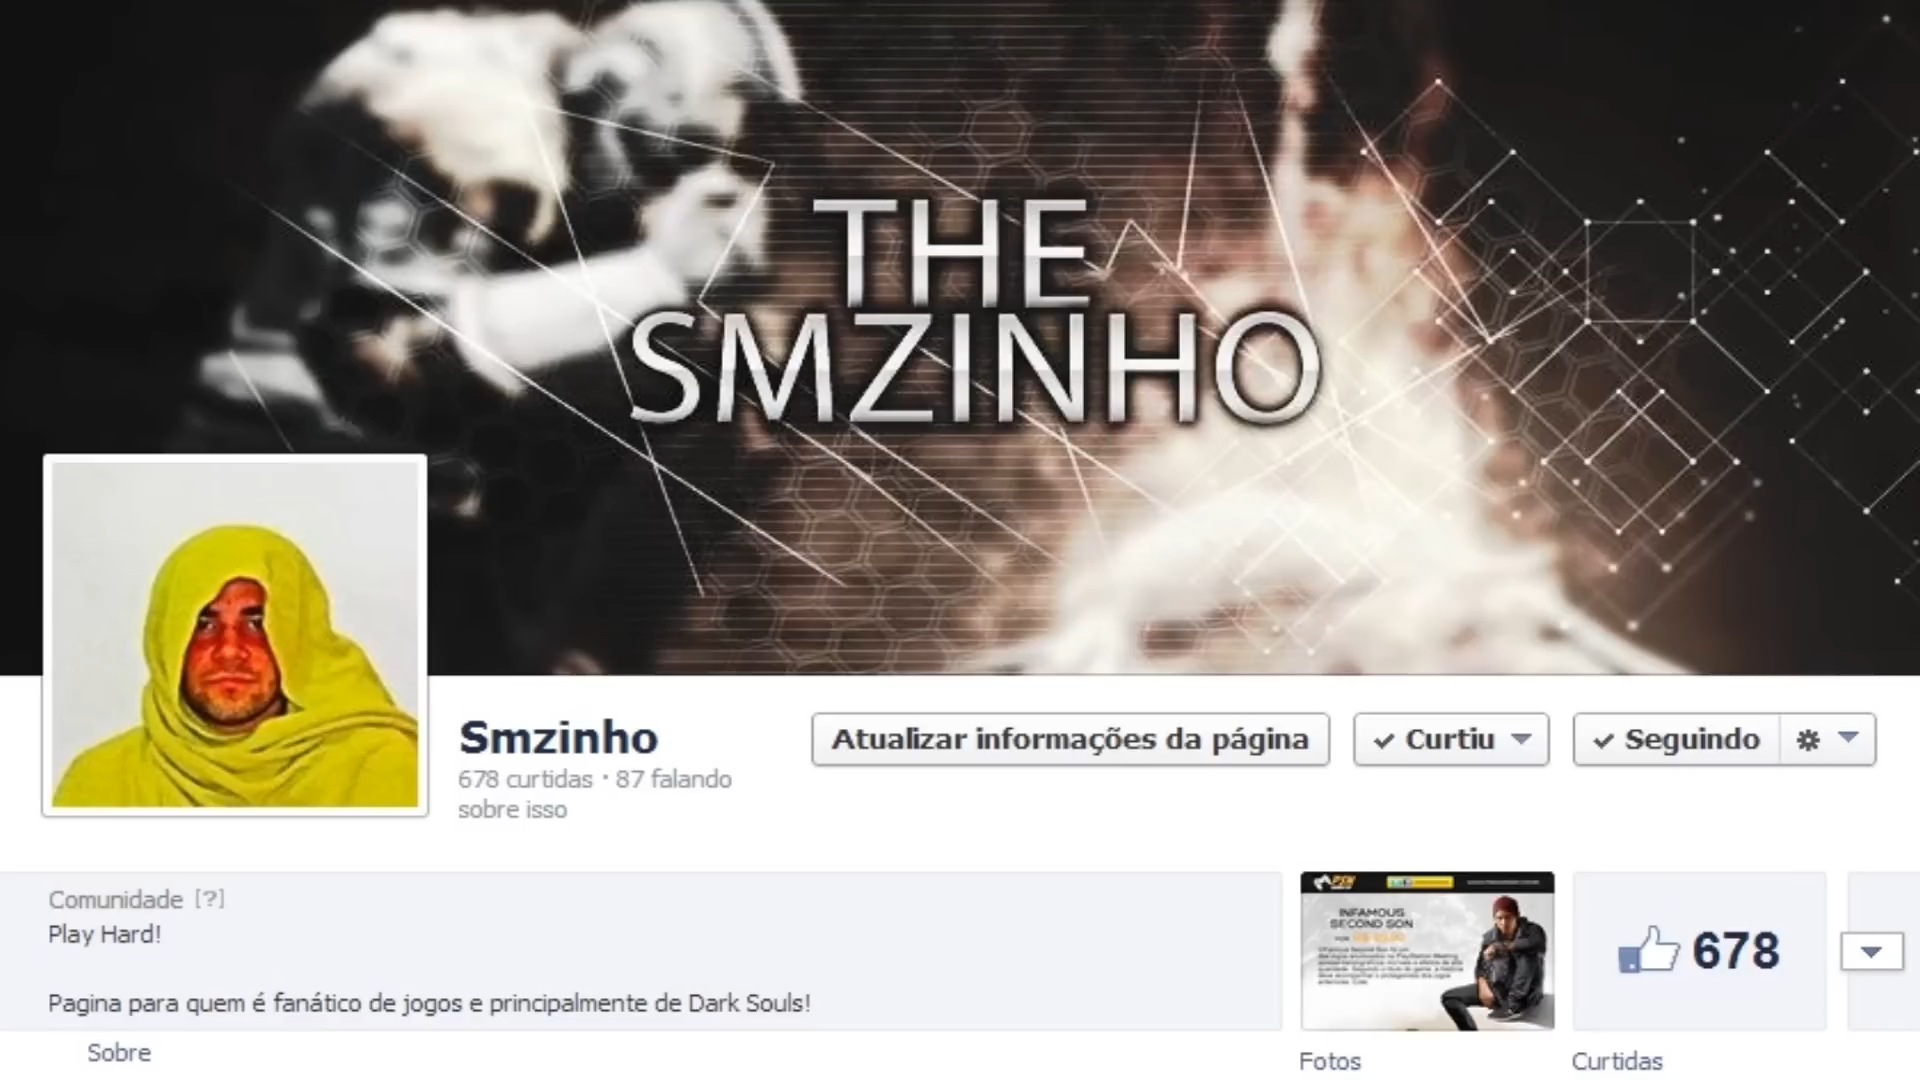 THE
SMZINHO
Smzinho
678 curtidas · 87 falando
sobre isso
Atualizar informações da página
Curtiu
Seguindo
Comunidade [?]
Play Hard!
Pagina para quem é fanático de jogos e principalmente de Dark Souls!
Sobre
INFAMOUS
SECOND SON
Fotos
678
Curtidas